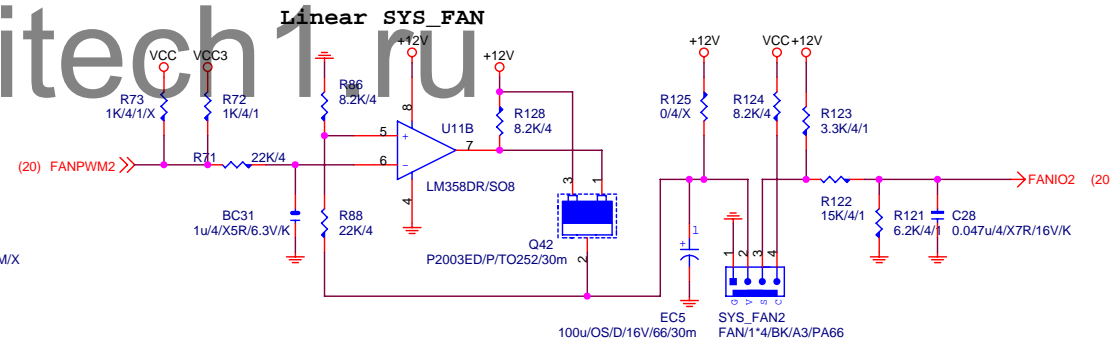 Linear SYS_FAN
itech1.ru
VCC
VCC3
+12V
+12V
+12V
VCC
+12V
R73
1K/4/1/X
R72
1K/4/1
R86
8.2K/4
8
U11B
R128
8.2K/4
R125
0/4/X
R124
8.2K/4
R123
3.3K/4/1
5
+
6
-
7
4
LM358DR/SO8
(20) FANPWM2
R71
22K/4
BC31
1u/4/X5R/6.3V/K
R88
22K/4
3
1
Q42
2
P2003ED/P/TO252/30m
FANIO2 (20
R122
15K/4/1
R121
6.2K/4/1
C28
0.047u/4/X7R/16V/K
M/X
+
1
EC5
100u/OS/D/16V/66/30m
1
2
3
4
G
V
S
C
SYS_FAN2
FAN/1*4/BK/A3/PA66